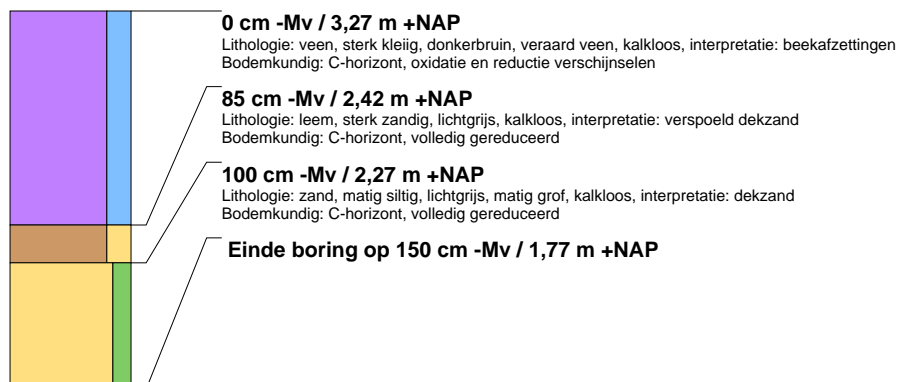 0 cm -Mv / 3,27 m +NAP
Lithologie: veen, sterk kleiig, donkerbruin, veraard veen, kalkloos, interpretatie: beekafzettingen
Bodemkundig: C-horizont, oxidatie en reductie verschijnselen
85 cm -Mv / 2,42 m +NAP
Lithologie: leem, sterk zandig, lichtgrijs, kalkloos, interpretatie: verspoeld dekzand
Bodemkundig: C-horizont, volledig gereduceerd
100 cm -Mv / 2,27 m +NAP
Lithologie: zand, matig siltig, lichtgrijs, matig grof, kalkloos, interpretatie: dekzand
Bodemkundig: C-horizont, volledig gereduceerd
Einde boring op 150 cm -Mv / 1,77 m +NAP